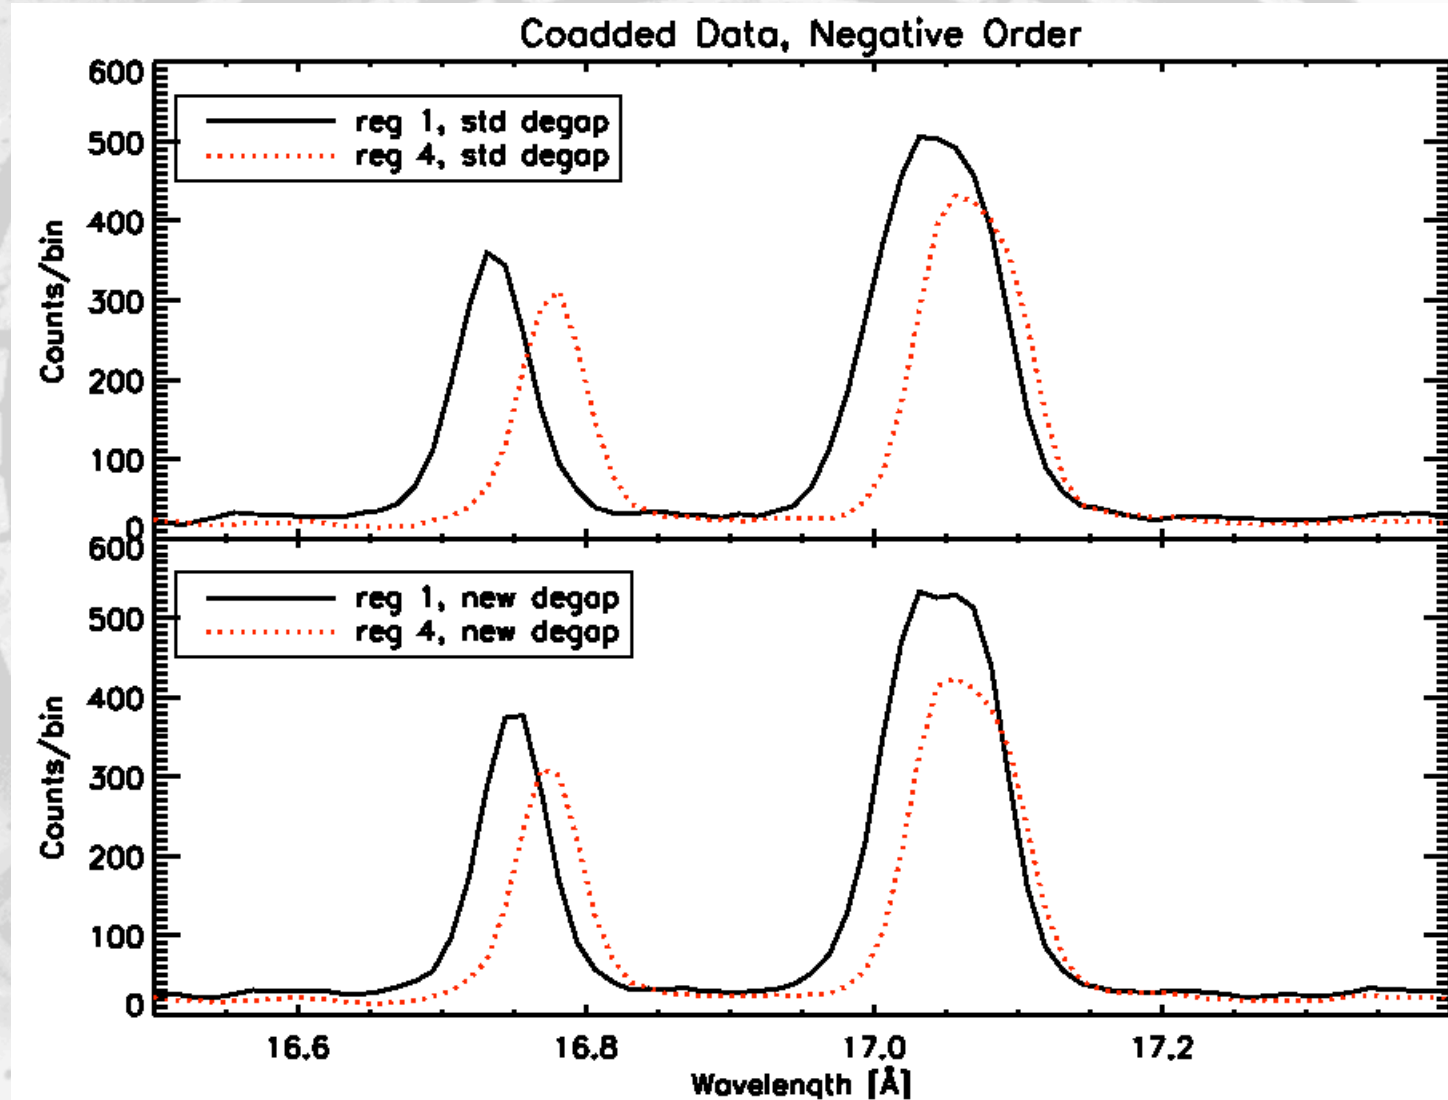 Coadded Data, Negative Order
600
500
400
300
200
100
0
Counts/bin
reg 1, std degap
reg 4, std degap
600
500
400
300
200
100
0
Counts/bin
reg 1, new degap
reg 4, new degap
16.6 16.8 17.0 17.2
Wavelength [Å]